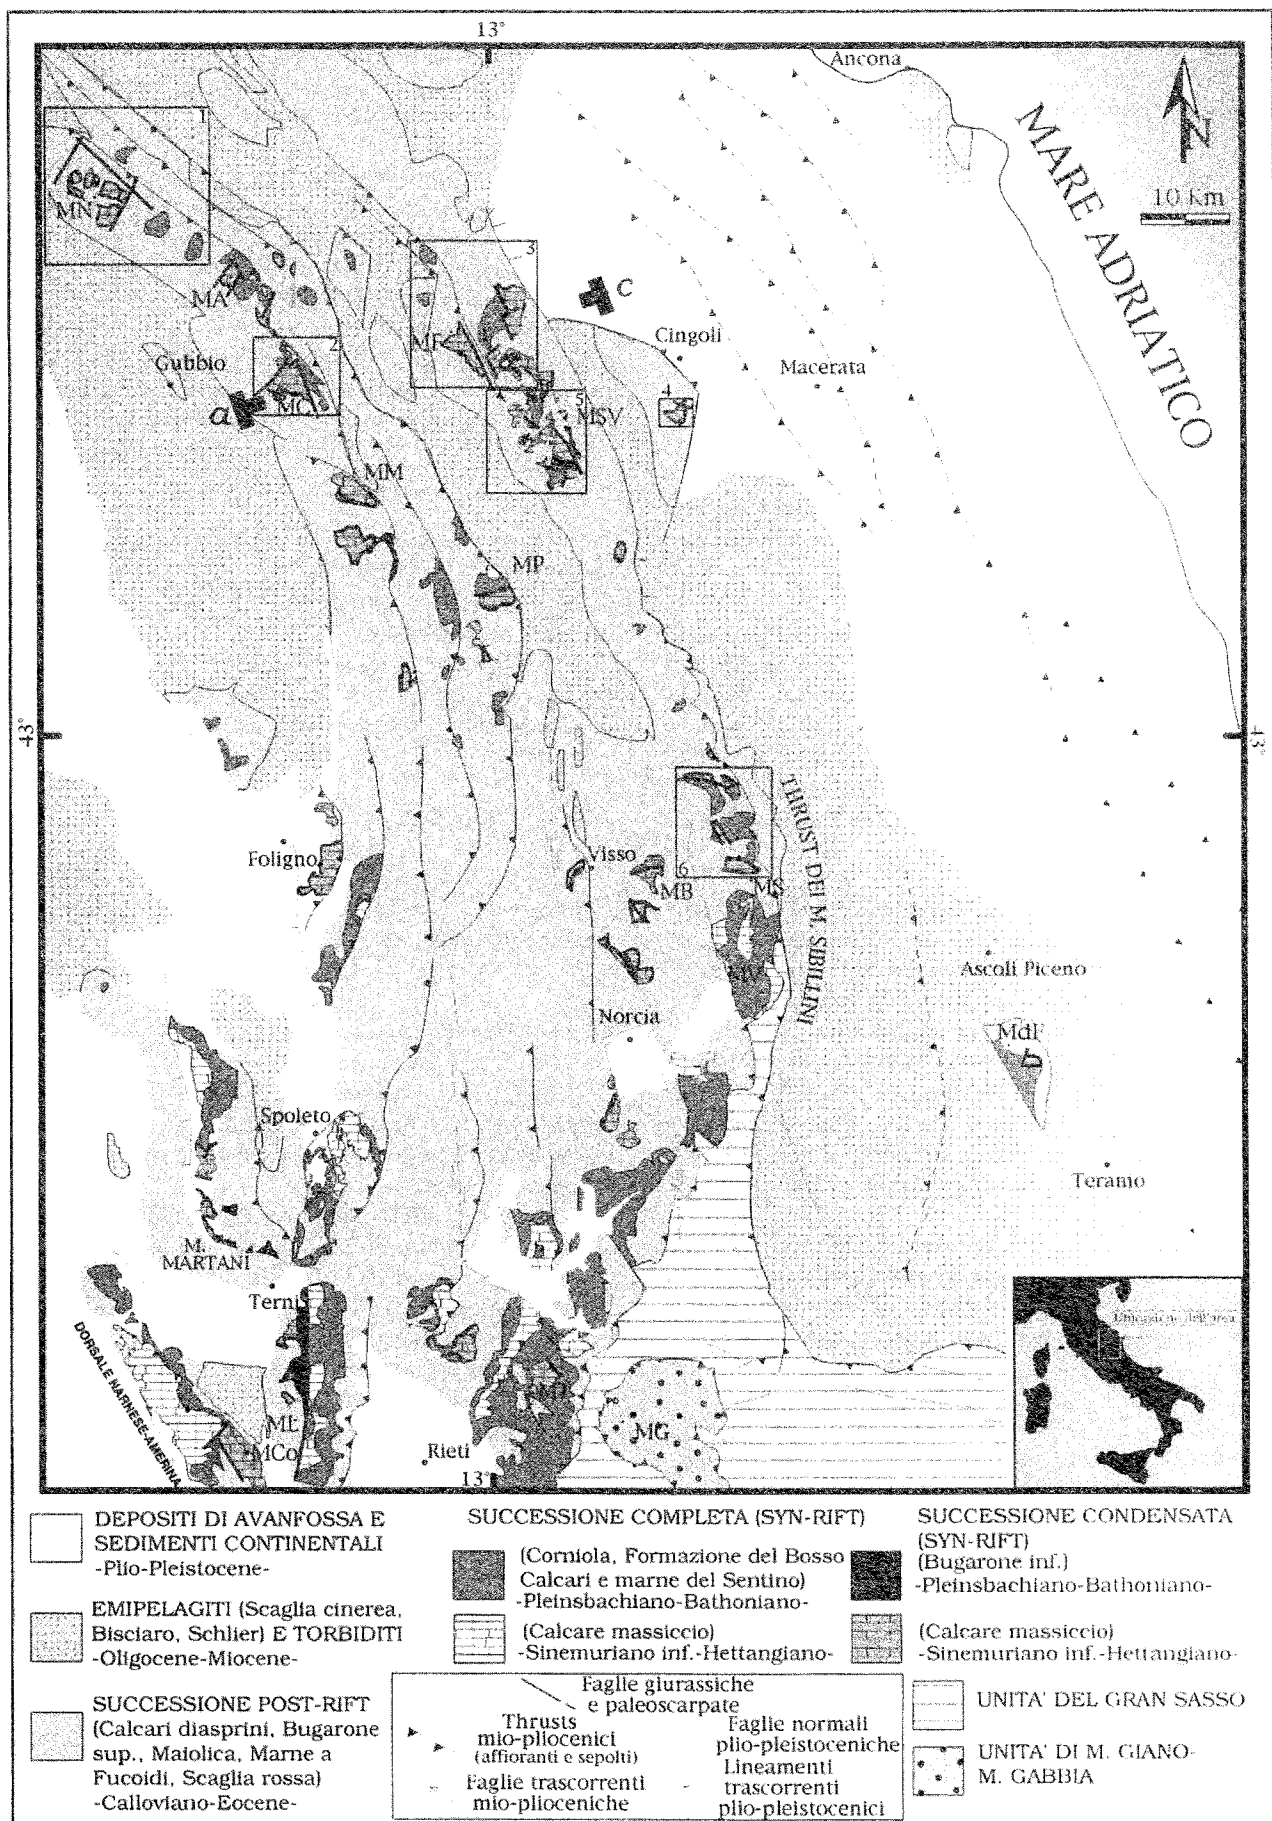 13°
Ancona
N
10 Km
MARE ADRIATICO
1
MN
3
MA
C
MF
Cingoli
2
Gubbio
Macerata
4
a
MC
5
MSV
MM
MP
43°
43°
THRUST DEI M. SIBILLINI
Foligno
Visso
6
MB
MS
MV
Ascoli Piceno
Norcia
MdF
Spoleto
Teramo
M.
MARTANI
Terni
Ubicazione dell'area
DORSALE NARNESE-AMERINA
ML
MCo
MG
Rieti
13°
DEPOSITI DI AVANFOSSA E
SEDIMENTI CONTINENTALI
-Plio-Pleistocene-
EMIPELAGITI (Scaglia cinerea,
Bisciaro, Schlier) E TORBIDITI
-Oligocene-Miocene-
SUCCESSIONE POST-RIFT
(Calcari diasprini, Bugarone
sup., Maiolica, Marne a
Fucoidi, Scaglia rossa)
-Calloviano-Eocene-
SUCCESSIONE COMPLETA (SYN-RIFT)
(Corniola, Formazione del Bosso
Calcari e marne del Sentino)
-Pleinsbachiano-Bathoniano-
(Calcare massiccio)
-Sinemuriano inf.-Hettangiano-
SUCCESSIONE CONDENSATA
(SYN-RIFT)
(Bugarone inf.)
-Pleinsbachiano-Bathoniano-
(Calcare massiccio)
-Sinemuriano inf.-Hettangiano-
Faglie giurassiche
e paleoscarpate
Thrusts
mio-pliocenici
(affioranti e sepolti)
Faglie trascorrenti
mio-plioceniche
Faglie normali
plio-pleistoceniche
Lineamenti
trascorrenti
plio-pleistocenici
UNITA' DEL GRAN SASSO
UNITA' DI M. GIANO-
M. GABBIA